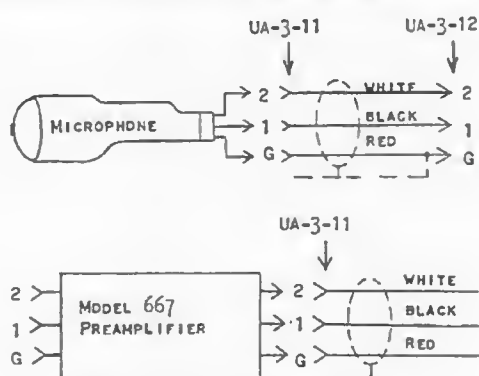 UA-3-11 UA-3-12
2 WHITE 2
MICROPHONE 1 BLACK 1
G RED G
UA-3-11
2 2 WHITE
MODEL 667
PREAMPLIFIER
1 1 BLACK
G G RED